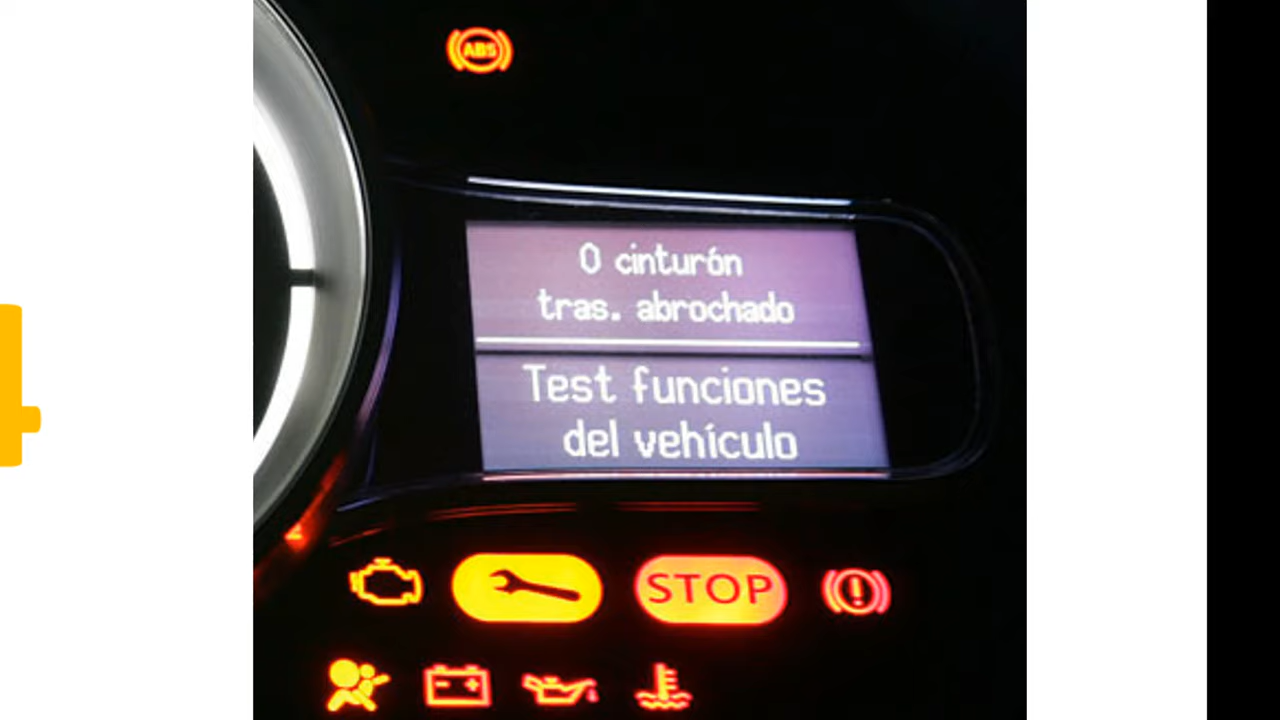 ABS
0 cinturón
tras. abrochado
Test funciones
del vehículo
STOP